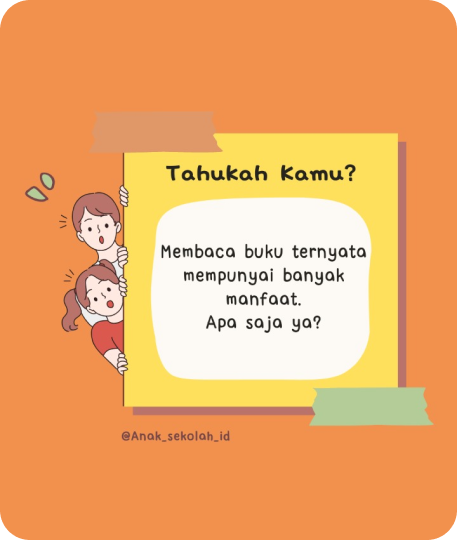 Tahukah Kamu?
Membaca buku ternyata
mempunyai banyak
manfaat.
Apa saja ya?
@Anak_sekolah_id